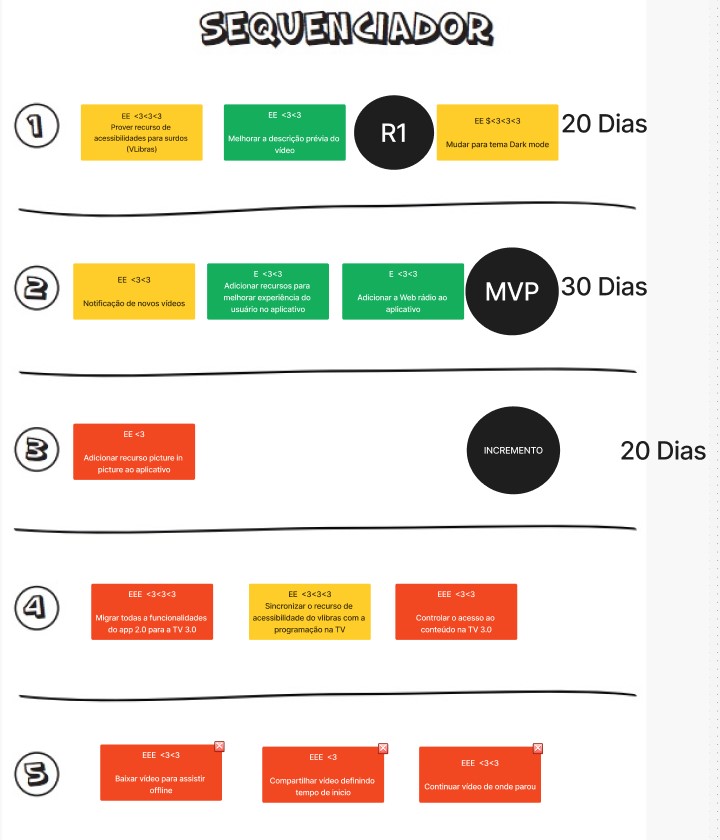 SEQUENCIADOR
1
EE <3<3<3
Prover recurso de
acessibilidades para surdos
(VLibras)
EE <3<3
Melhorar a descrição prévia do
vídeo
R1
EE $<3<3<3
Mudar para tema Dark mode
20 Dias
2
EE <3<3
Notificação de novos vídeos
E <3<3
Adicionar recursos para
melhorar experiência do
usuário no aplicativo
E <3<3
Adicionar a Web rádio ao
aplicativo
MVP
30 Dias
3
EE <3
Adicionar recurso picture in
picture ao aplicativo
INCREMENTO
20 Dias
4
EEE <3<3<3
Migrar todas a funcionalidades
do app 2.0 para a TV 3.0
EE <3<3<3
Sincronizar o recurso de
acessibilidade do vlibras com a
programação na TV
EEE <3<3
Controlar o acesso ao
conteúdo na TV 3.0
5
EEE <3<3
Baixar vídeo para assistir
offline
EEE <3
Compartilhar vídeo definindo
tempo de inicio
EEE <3<3
Continuar vídeo de onde parou